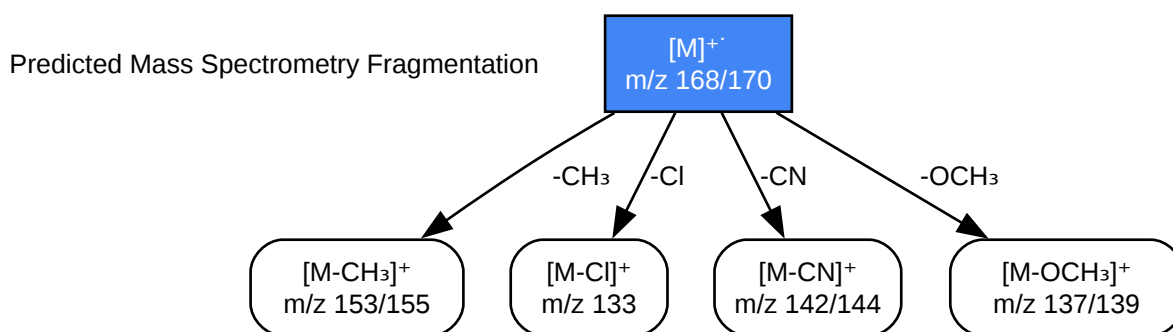 [M]⁺˙
m/z 168/170
Predicted Mass Spectrometry Fragmentation
-CH₃
-Cl
-CN
-OCH₃
[M-CH₃]⁺
m/z 153/155
[M-Cl]⁺
m/z 133
[M-CN]⁺
m/z 142/144
[M-OCH₃]⁺
m/z 137/139